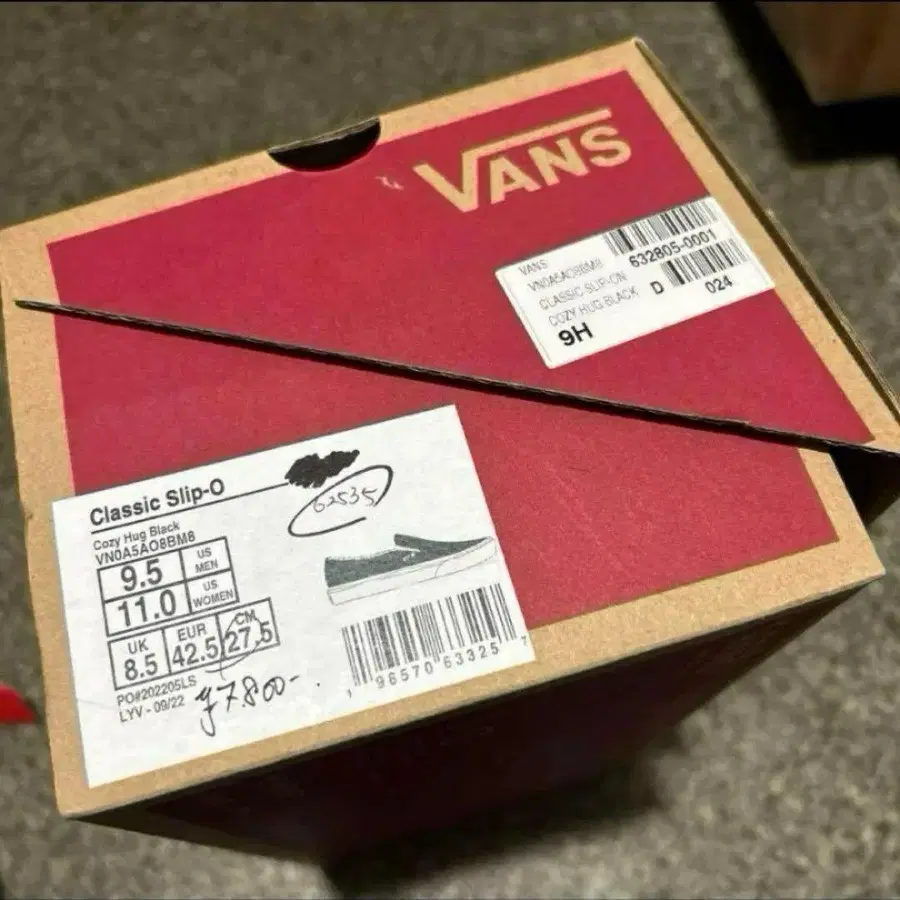 VANS
VANS
VN0A5AO8BM8
CLASSIC SLIP-ON
COZY HUG BLACK
9H
632805-0001
D
024
Classic Slip-O
62535
Cozy Hug Black
VN0A5AO8BM8
9.5 US MEN
11.0 US WOMEN
UK 8.5 EUR 42.5 CM 27,5
PO#202205LS
LYV - 09/22
¥7.800-.
1 96570 63325 7